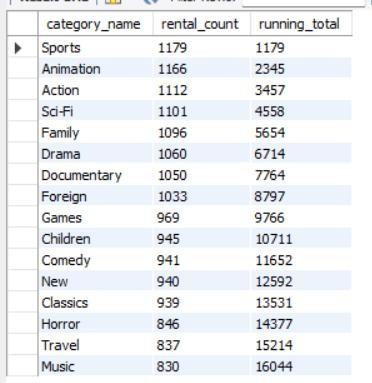 category_name rental_count running_total
Sports 1179 1179
Animation 1166 2345
Action 1112 3457
Sci-Fi 1101 4558
Family 1096 5654
Drama 1060 6714
Documentary 1050 7764
Foreign 1033 8797
Games 969 9766
Children 945 10711
Comedy 941 11652
New 940 12592
Classics 939 13531
Horror 846 14377
Travel 837 15214
Music 830 16044